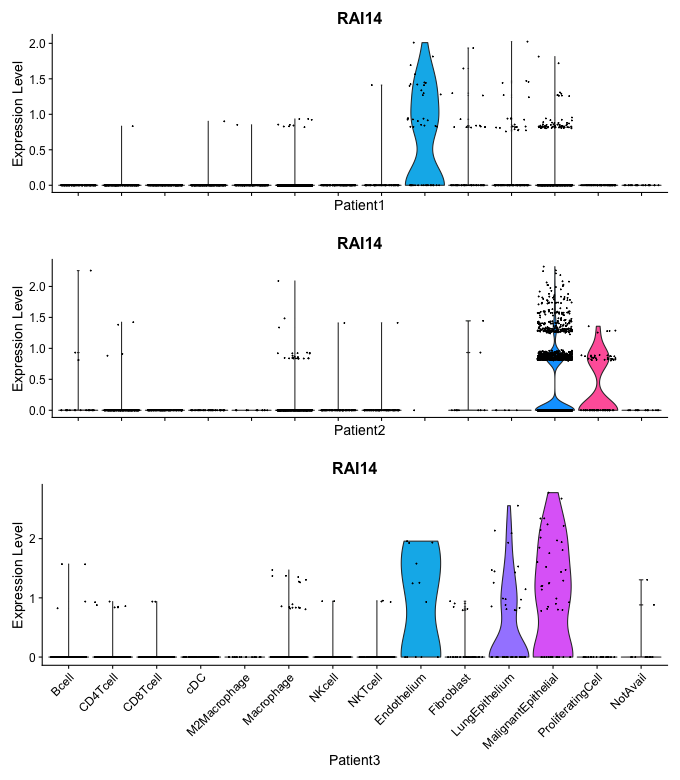 RAI14
Expression Level
2.0
1.5
1.0
0.5
0.0
Patient1
RAI14
Expression Level
2.0
1.5
1.0
0.5
0.0
Patient2
RAI14
Expression Level
2
1
0
Bcell
CD4Tcell
CD8Tcell
cDC
M2Macrophage
Macrophage
NKcell
NKTcell
Endothelium
Fibroblast
LungEpithelium
MalignantEpithelial
ProliferatingCell
NotAvail
Patient3